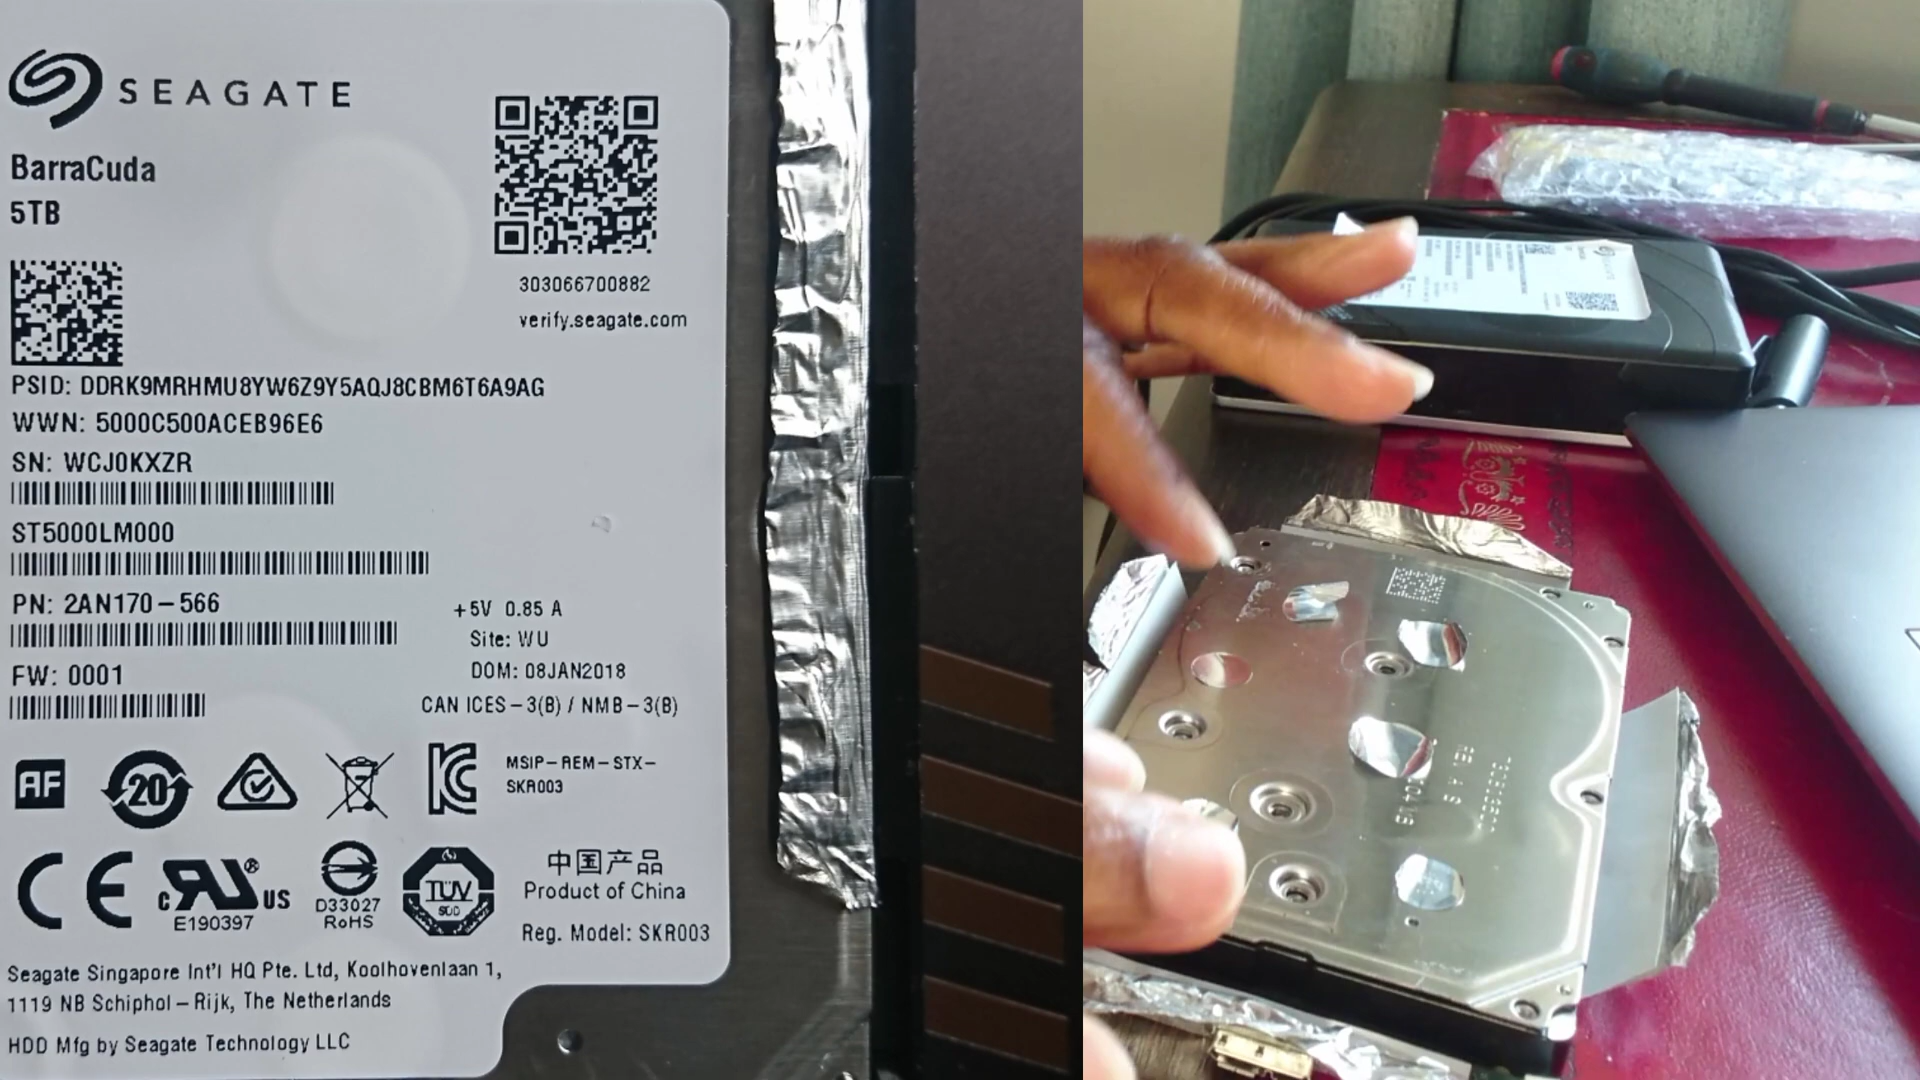 SEAGATE
BarraCuda
5TB
303066700882
verify.seagate.com
PSID: DDRK9MRHMU8YW6Z9Y5AQJ8CBM6T6A9AG
WWN: 5000C500ACEB96E6
SN: WCJ0KXZR
ST5000LM000
PN: 2AN170-566
+5V 0.85 A
Site: WU
FW: 0001
DOM: 08JAN2018
CAN ICES-3(B) / NMB-3(B)
AF
20
MSIP-REM-STX-
SKR003
CE
c RU ® US
E190397
D33027
RoHS
TÜV
SÜD
中国产品
Product of China
Reg. Model: SKR003
Seagate Singapore Int'l HQ Pte. Ltd, Koolhovenlaan 1,
1119 NB Schiphol-Rijk, The Netherlands
HDD Mfg by Seagate Technology LLC